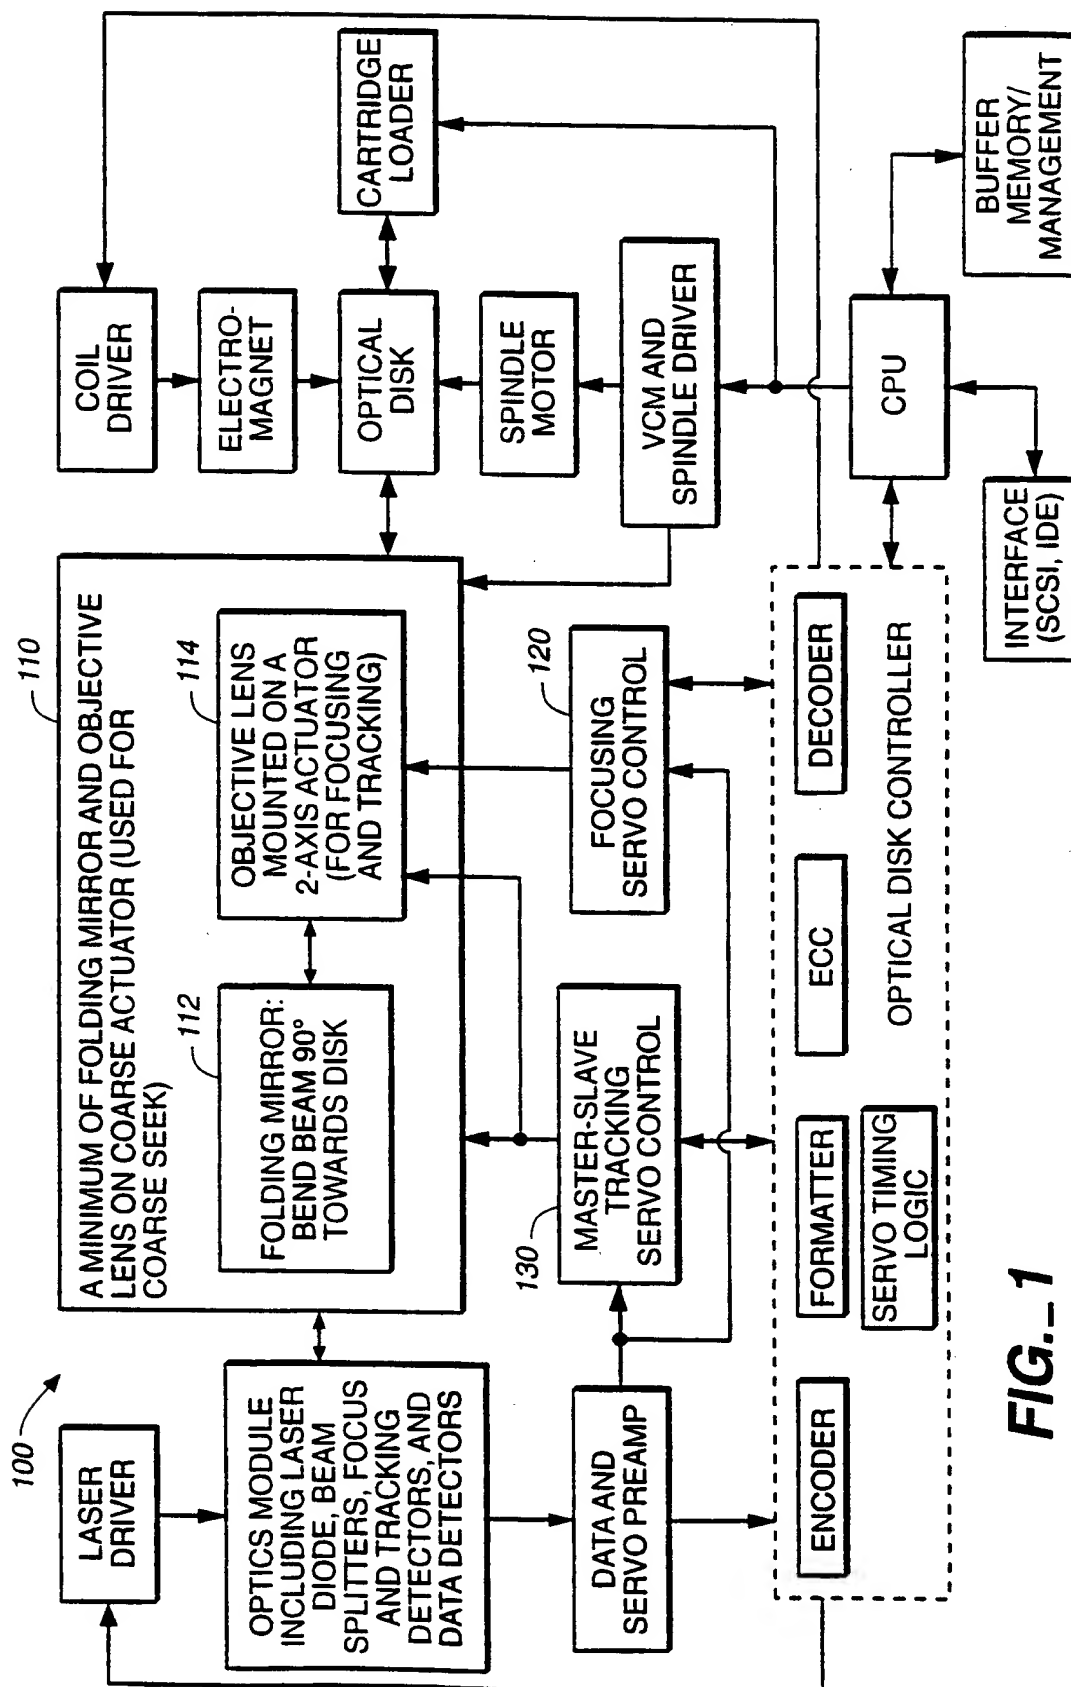 100
LASER
DRIVER
OPTICS MODULE
INCLUDING LASER
DIODE, BEAM
SPLITTERS, FOCUS
AND TRACKING
DETECTORS, AND
DATA DETECTORS
DATA AND
SERVO PREAMP
110
A MINIMUM OF FOLDING MIRROR AND OBJECTIVE
LENS ON COARSE ACTUATOR (USED FOR
COARSE SEEK)
112
FOLDING MIRROR:
BEND BEAM 90°
TOWARDS DISK
114
OBJECTIVE LENS
MOUNTED ON A
2-AXIS ACTUATOR
(FOR FOCUSING
AND TRACKING)
130
MASTER-SLAVE
TRACKING
SERVO CONTROL
120
FOCUSING
SERVO CONTROL
COIL
DRIVER
ELECTRO-
MAGNET
OPTICAL
DISK
CARTRIDGE
LOADER
SPINDLE
MOTOR
VCM AND
SPINDLE DRIVER
ENCODER
FORMATTER
ECC
DECODER
SERVO TIMING
LOGIC
OPTICAL DISK CONTROLLER
CPU
INTERFACE
(SCSI, IDE)
BUFFER
MEMORY/
MANAGEMENT
FIG._1